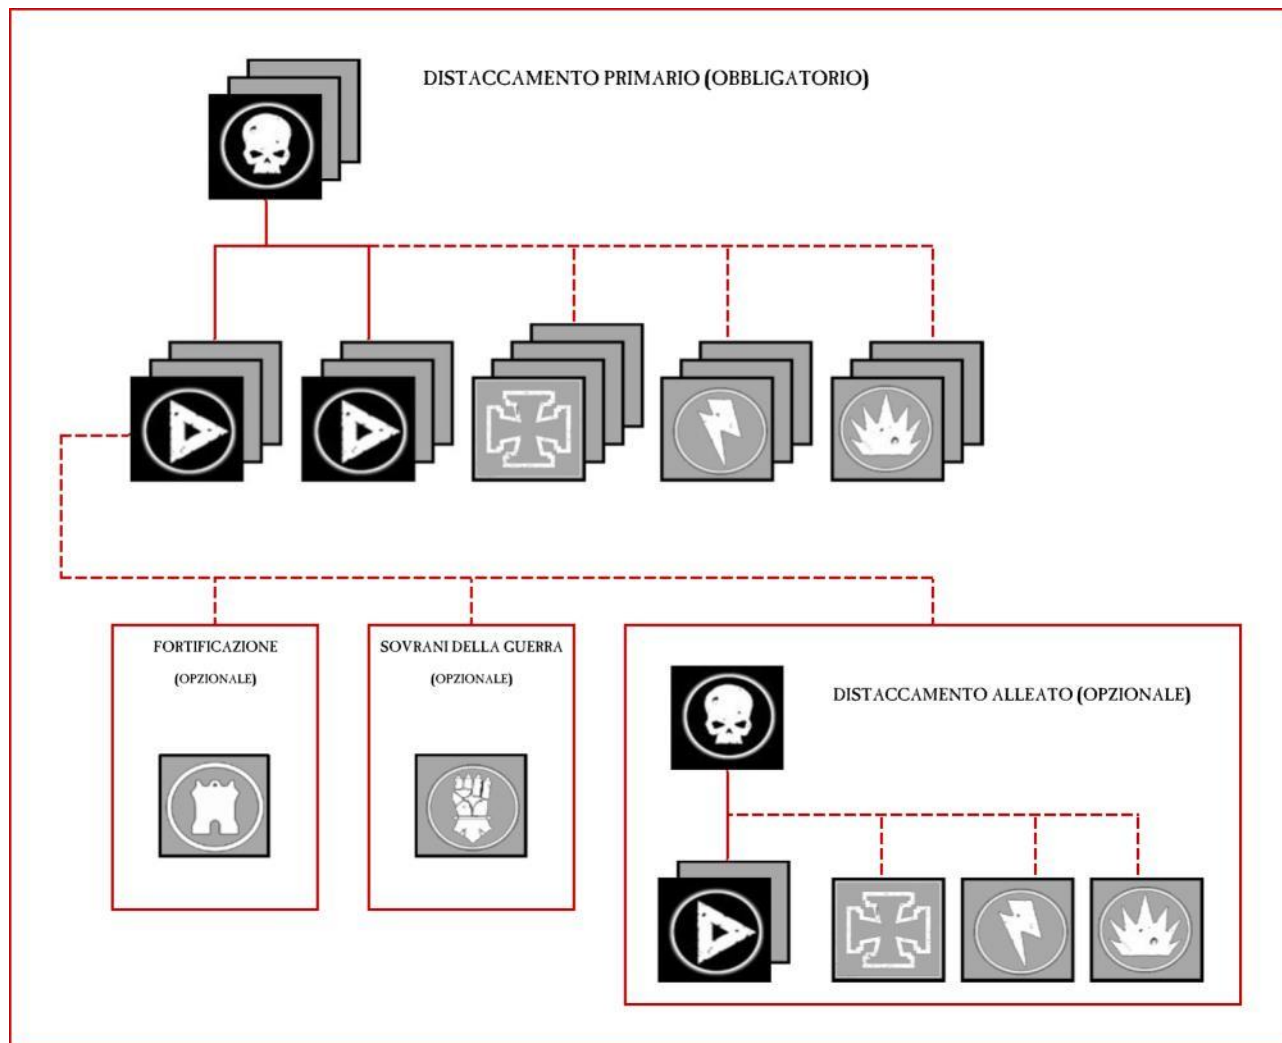 DISTACCAMENTO PRIMARIO (OBBLIGATORIO)
FORTIFICAZIONE
(OPZIONALE)
SOVRANI DELLA GUERRA
(OPZIONALE)
DISTACCAMENTO ALLEATO (OPZIONALE)